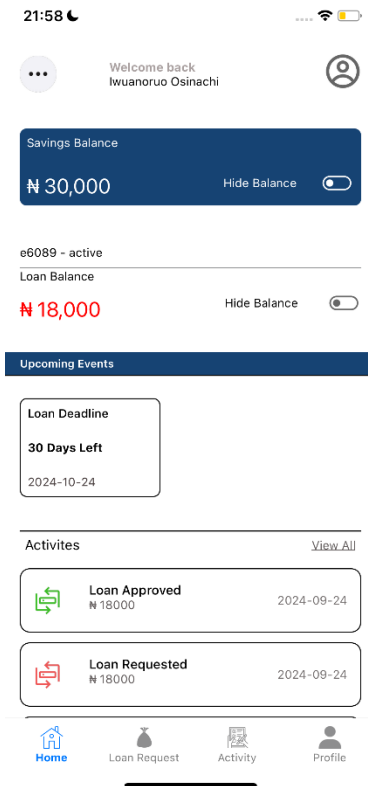 21:58
Welcome back
Iwuanoruo Osinachi
Savings Balance
₦ 30,000
Hide Balance
e6089 - active
Loan Balance
₦ 18,000
Hide Balance
Upcoming Events
Loan Deadline
30 Days Left
2024-10-24
Activites
View All
Loan Approved
₦ 18000
2024-09-24
Loan Requested
₦ 18000
2024-09-24
Home
Loan Request
Activity
Profile